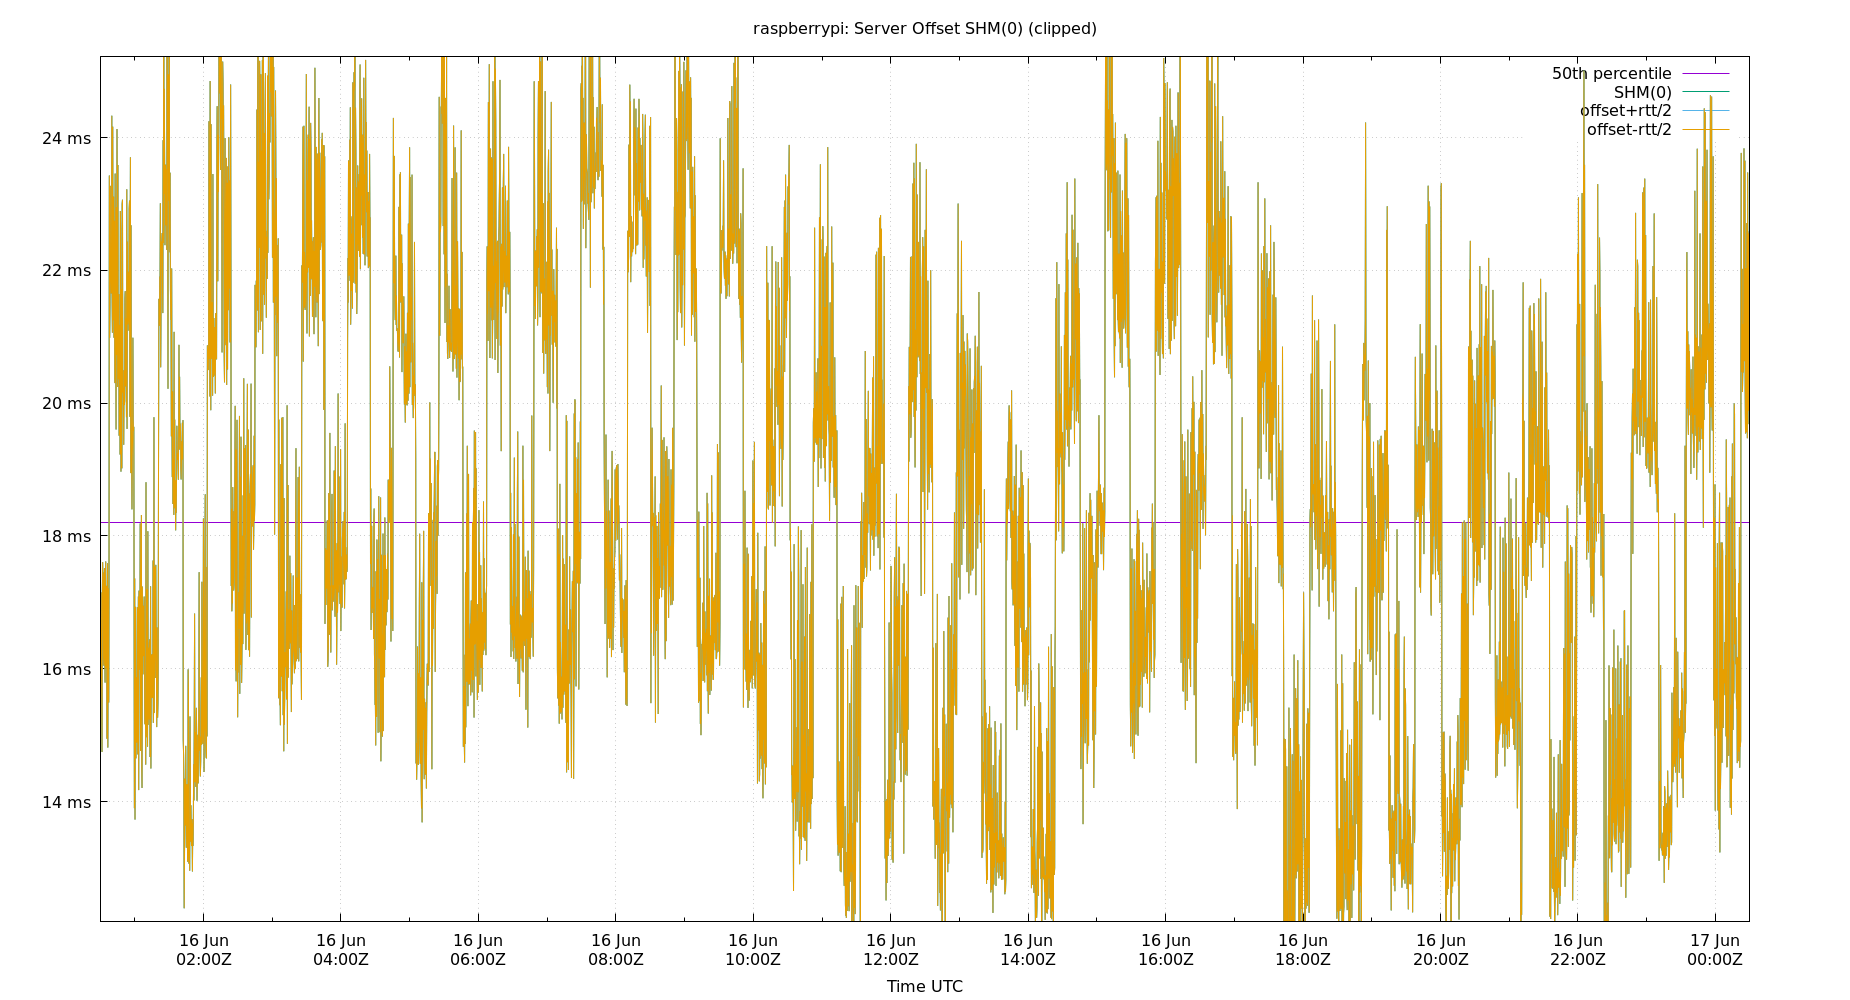 raspberrypi: Server Offset SHM(0) (clipped)
50th percentile
SHM(0)
offset+rtt/2
offset-rtt/2
24 ms
22 ms
20 ms
18 ms
16 ms
14 ms
16 Jun 16 Jun 16 Jun 16 Jun 16 Jun 16 Jun 16 Jun 16 Jun 16 Jun 16 Jun 16 Jun 17 Jun
02:00Z 04:00Z 06:00Z 08:00Z 10:00Z 12:00Z 14:00Z 16:00Z 18:00Z 20:00Z 22:00Z 00:00Z
Time UTC